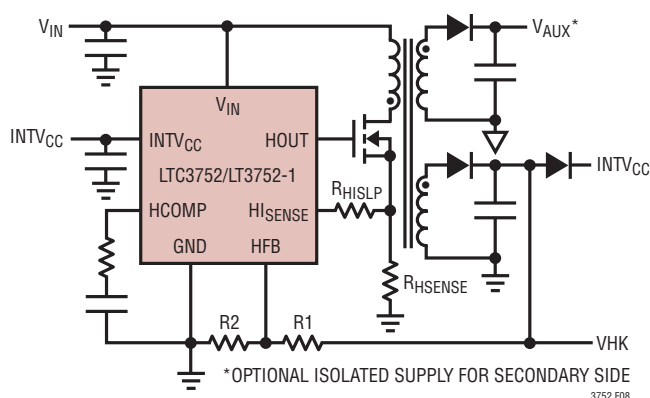 V_IN
V_AUX*
V_IN
INTV_CC
INTV_CC
HOUT
INTV_CC
LTC3752/LT3752-1
R_HISLP
HCOMP
HI_SENSE
GND
HFB
R_HSENSE
R2
R1
VHK
*OPTIONAL ISOLATED SUPPLY FOR SECONDARY SIDE
3752 F08